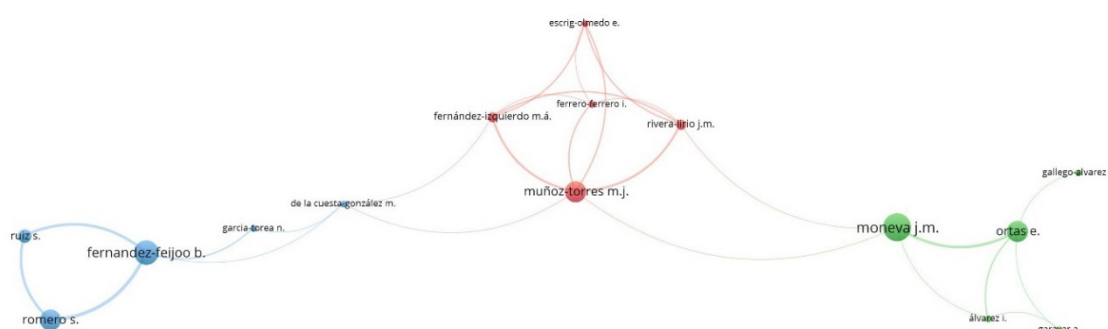 escrig-olmedo e.
ferrero-ferrero i.
fernández-izquierdo m.á.
rivera-lirio j.m.
gallego-alvarez
muñoz-torres m.j.
de la cuesta-gonzález m.
garcia-torea n.
moneva j.m.
ortas e.
ruiz s.
fernandez-feijoo b.
romero s.
álvarez i.